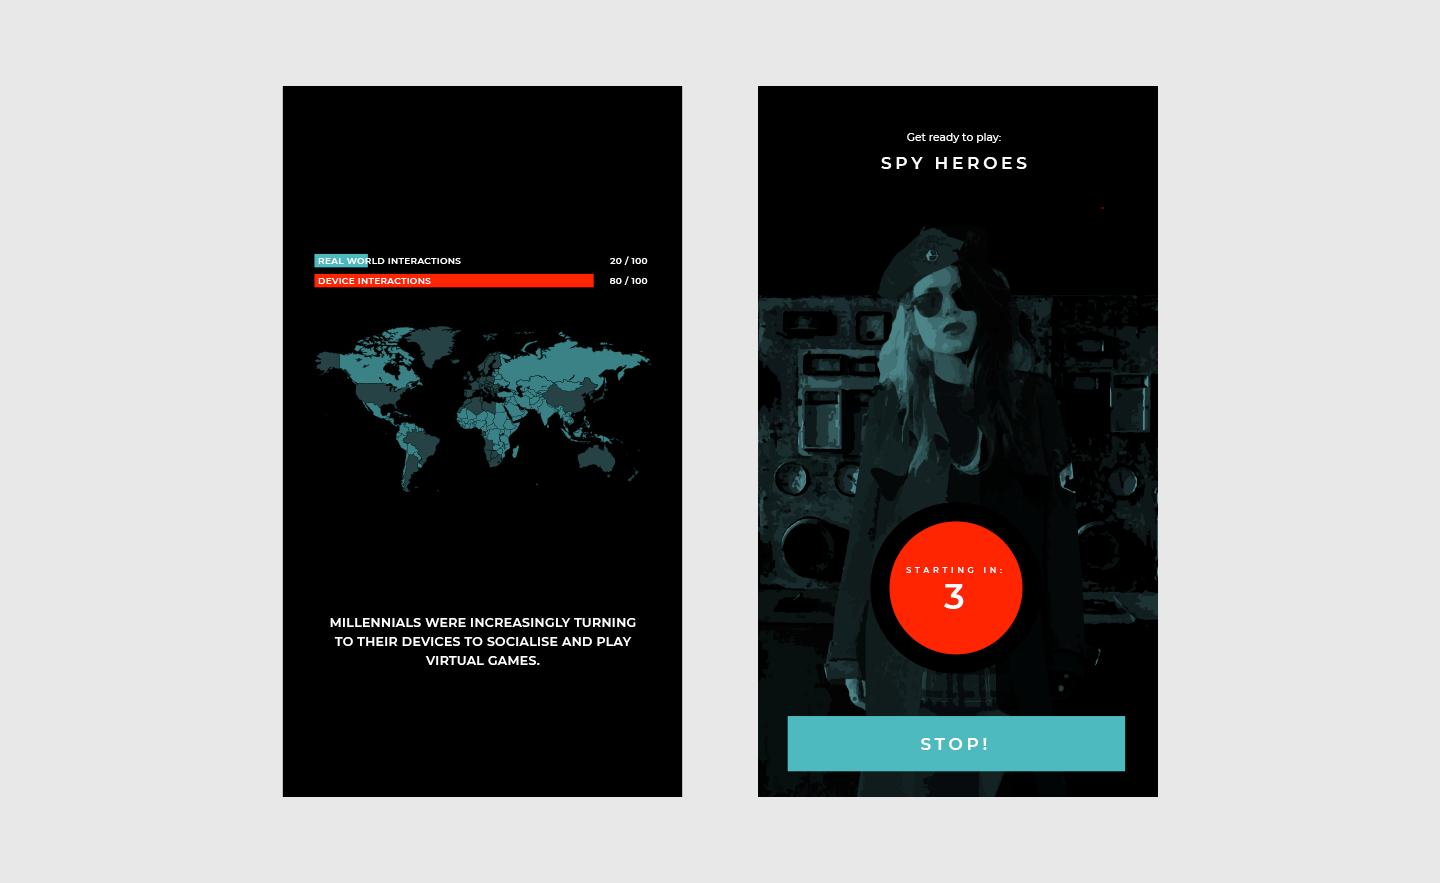 REAL WORLD INTERACTIONS 20 / 100
DEVICE INTERACTIONS 80 / 100
MILLENNIALS WERE INCREASINGLY TURNING
TO THEIR DEVICES TO SOCIALISE AND PLAY
VIRTUAL GAMES.
Get ready to play:
SPY HEROES
STARTING IN:
3
STOP!